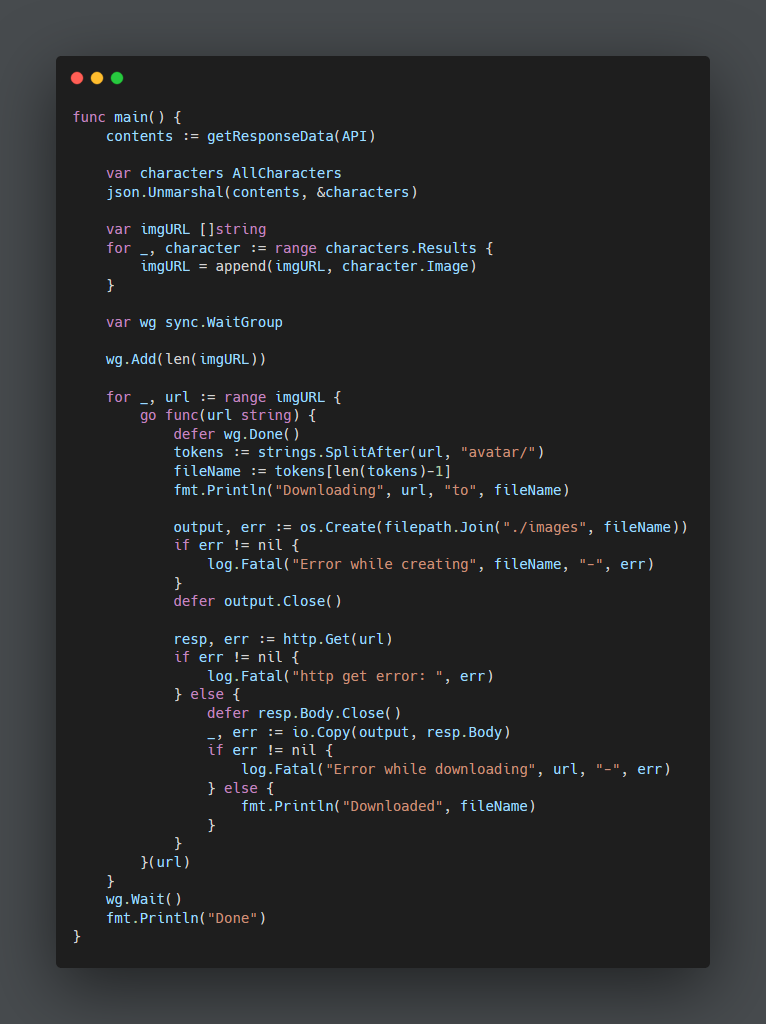 func main() {
    contents := getResponseData(API)

    var characters AllCharacters
    json.Unmarshal(contents, &characters)

    var imgURL []string
    for _, character := range characters.Results {
        imgURL = append(imgURL, character.Image)
    }

    var wg sync.WaitGroup

    wg.Add(len(imgURL))

    for _, url := range imgURL {
        go func(url string) {
            defer wg.Done()
            tokens := strings.SplitAfter(url, "avatar/")
            fileName := tokens[len(tokens)-1]
            fmt.Println("Downloading", url, "to", fileName)

            output, err := os.Create(filepath.Join("./images", fileName))
            if err != nil {
                log.Fatal("Error while creating", fileName, "-", err)
            }
            defer output.Close()

            resp, err := http.Get(url)
            if err != nil {
                log.Fatal("http get error: ", err)
            } else {
                defer resp.Body.Close()
                _, err := io.Copy(output, resp.Body)
                if err != nil {
                    log.Fatal("Error while downloading", url, "-", err)
                } else {
                    fmt.Println("Downloaded", fileName)
                }
            }
        }(url)
    }
    wg.Wait()
    fmt.Println("Done")
}